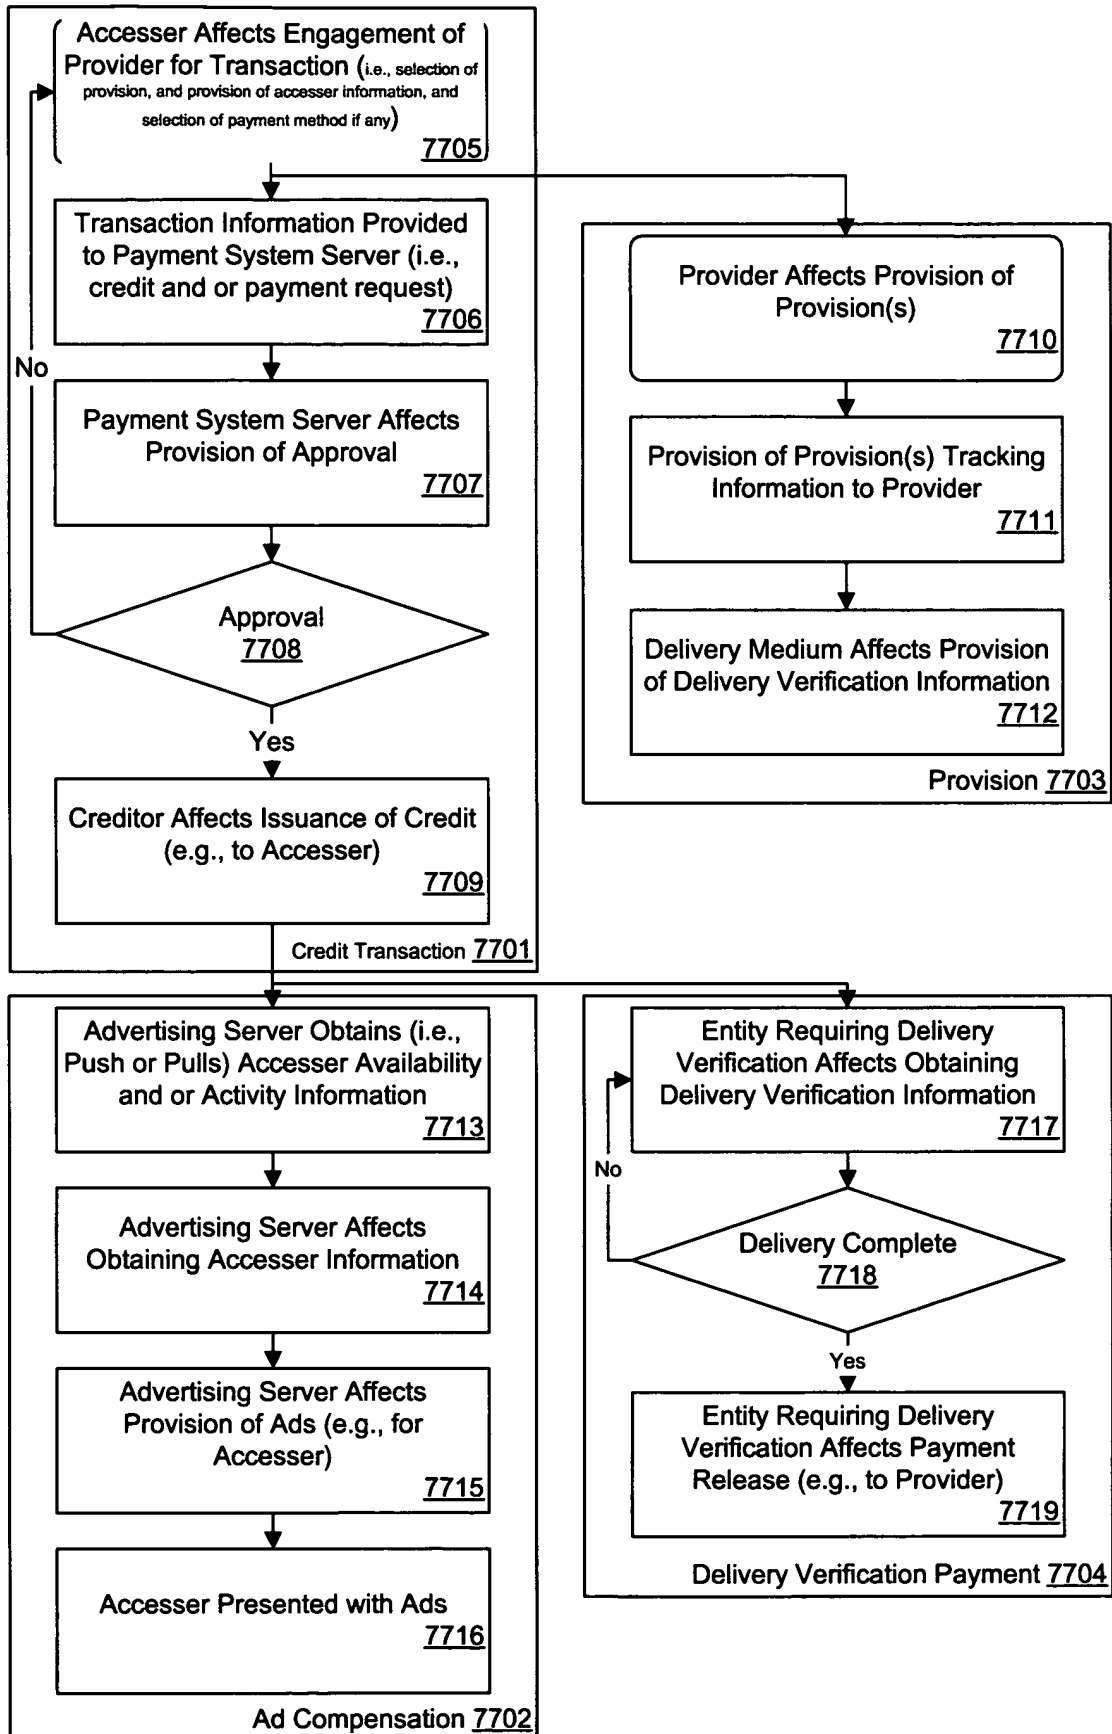 Accesser Affects Engagement of
Provider for Transaction (i.e., selection of
provision, and provision of accesser information, and
selection of payment method if any)
7705
Transaction Information Provided
to Payment System Server (i.e.,
credit and or payment request)
7706
No
Payment System Server Affects
Provision of Approval
7707
Approval
7708
Yes
Creditor Affects Issuance of Credit
(e.g., to Accesser)
7709
Credit Transaction 7701
Provider Affects Provision of
Provision(s)
7710
Provision of Provision(s) Tracking
Information to Provider
7711
Delivery Medium Affects Provision
of Delivery Verification Information
7712
Provision 7703
Advertising Server Obtains (i.e.,
Push or Pulls) Accesser Availability
and or Activity Information
7713
Advertising Server Affects
Obtaining Accesser Information
7714
Advertising Server Affects
Provision of Ads (e.g., for
Accesser)
7715
Accesser Presented with Ads
7716
Ad Compensation 7702
Entity Requiring Delivery
Verification Affects Obtaining
Delivery Verification Information
7717
No
Delivery Complete
7718
Yes
Entity Requiring Delivery
Verification Affects Payment
Release (e.g., to Provider)
7719
Delivery Verification Payment 7704